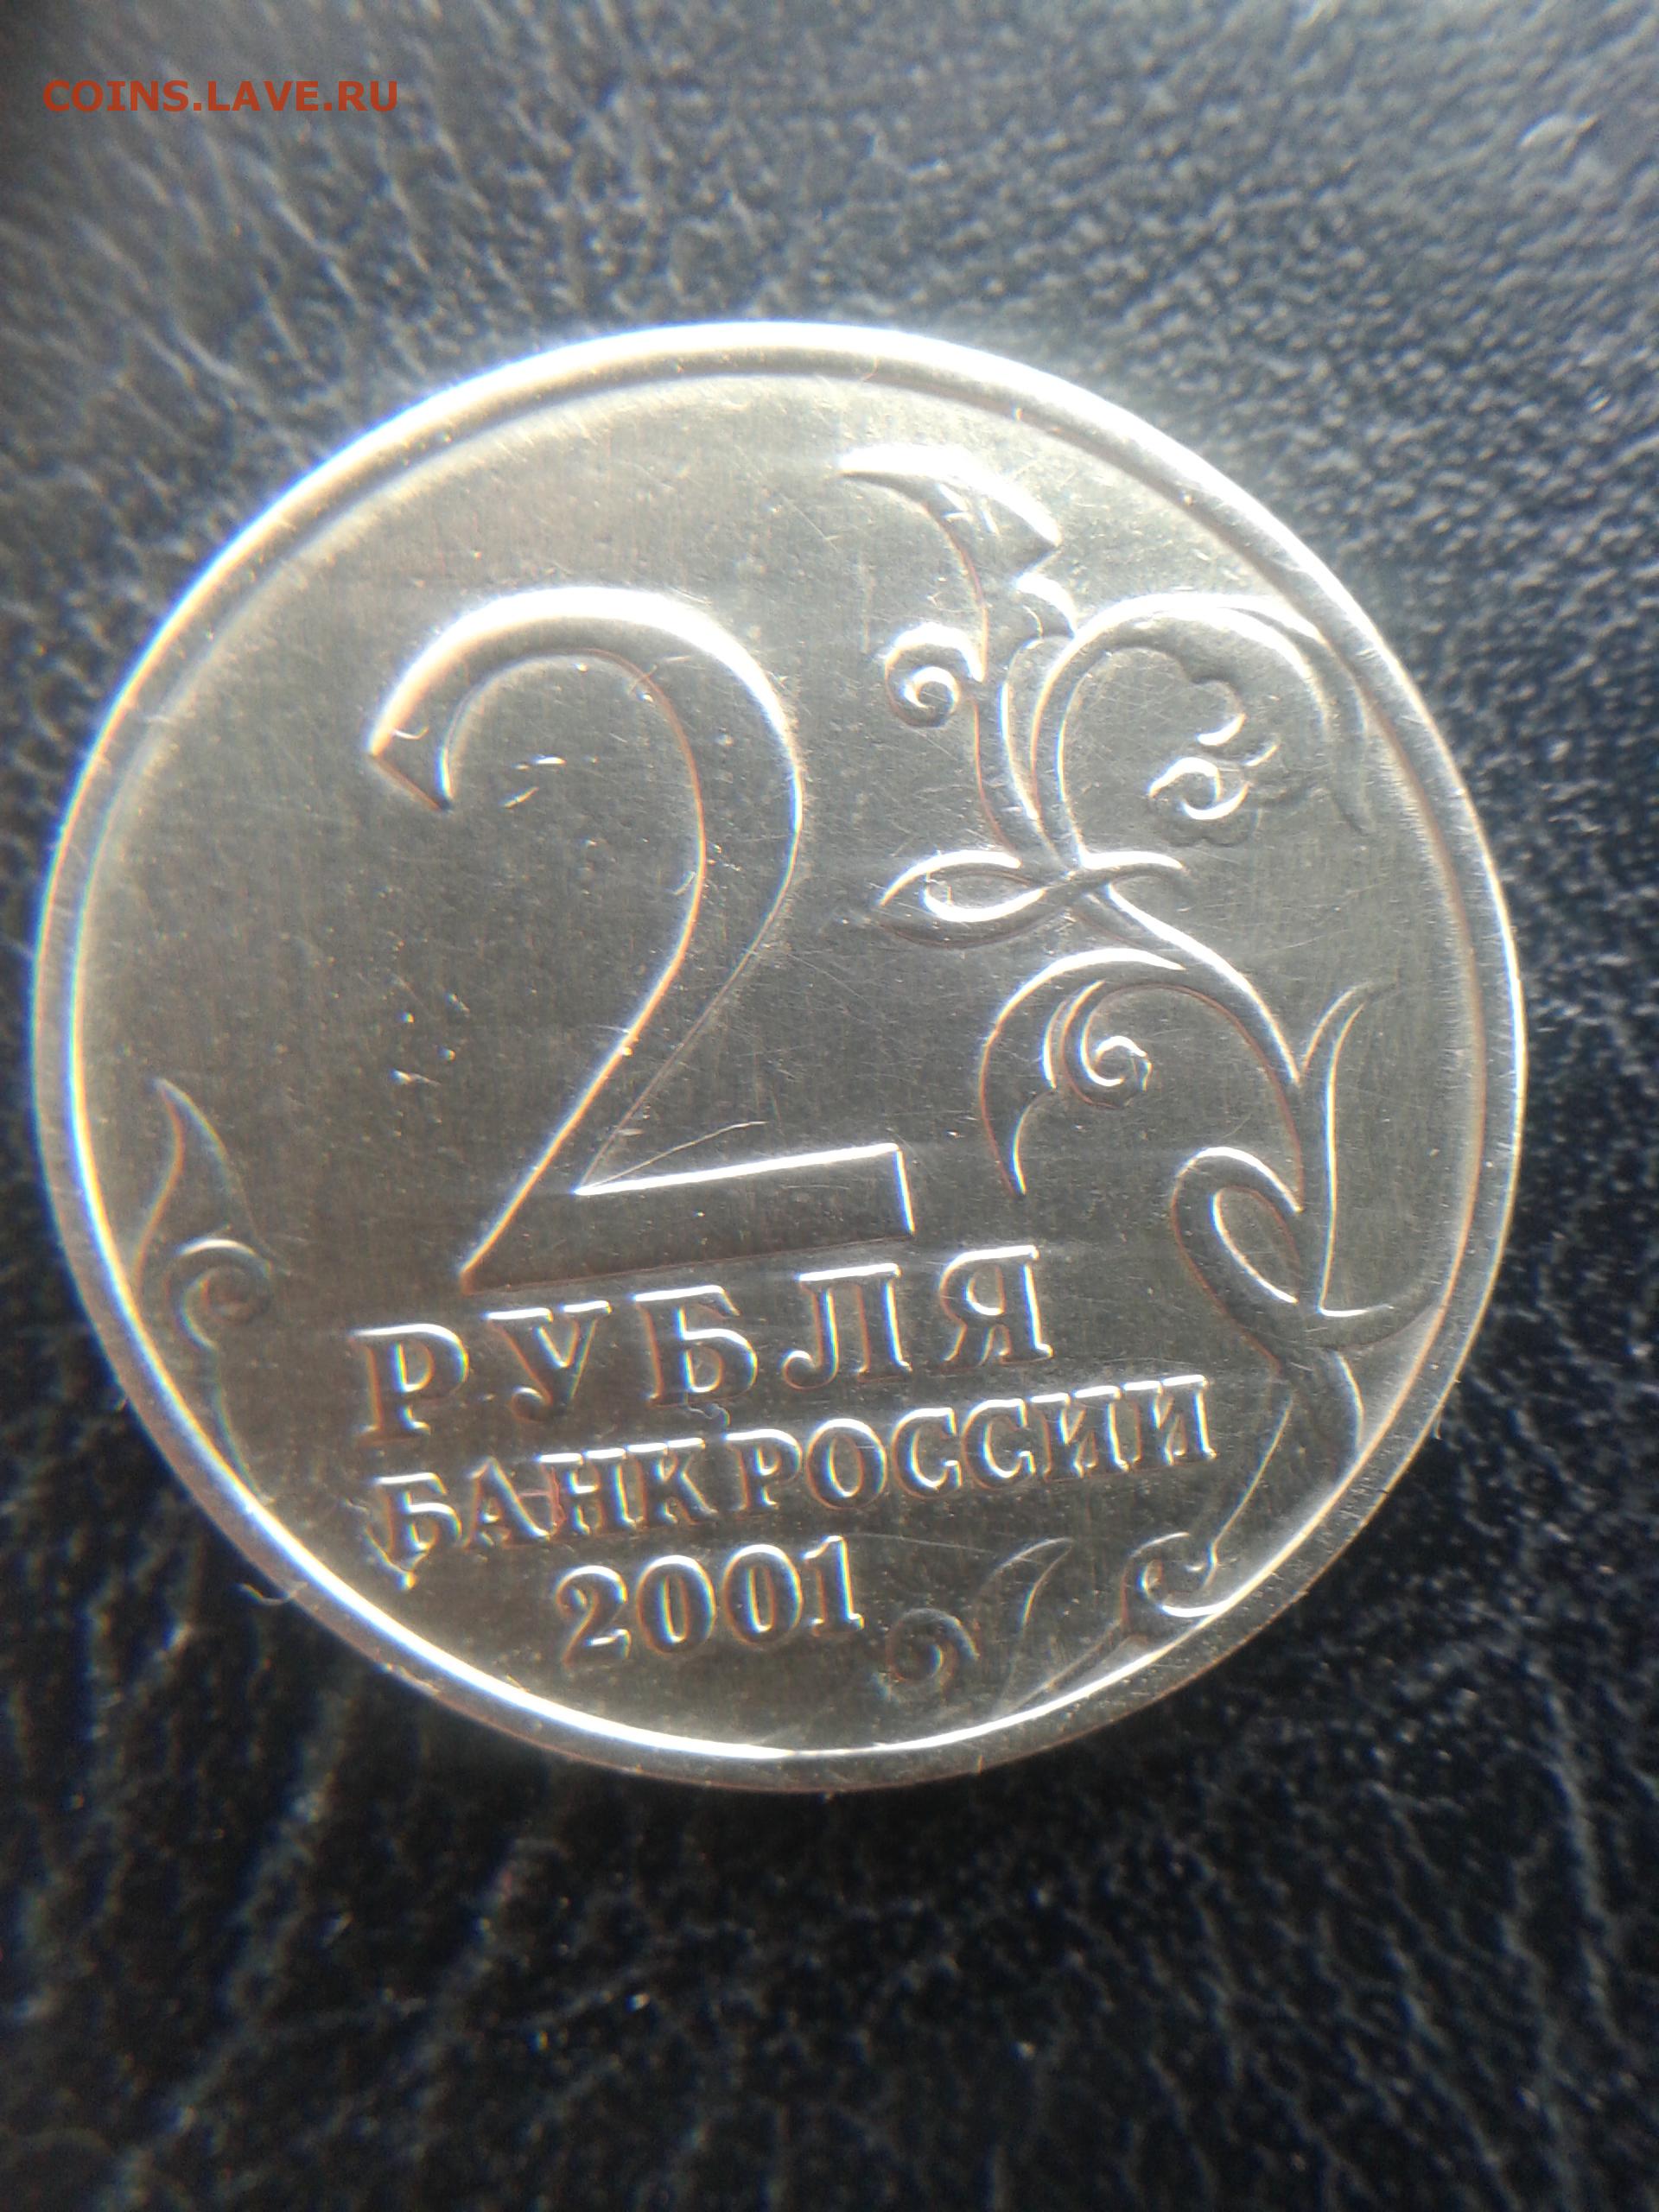 COINS.LAVE.RU
2
РУБЛЯ
БАНК РОССИИ
2001